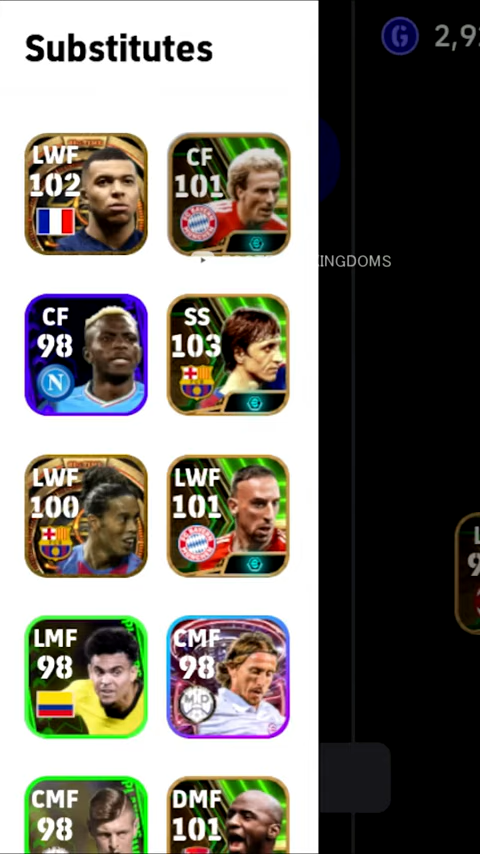 Substitutes
2,9
LWF
102
CF
101
INGDOMS
CF
98
SS
103
LWF
100
LWF
101
LMF
98
CMF
98
CMF
98
DMF
101